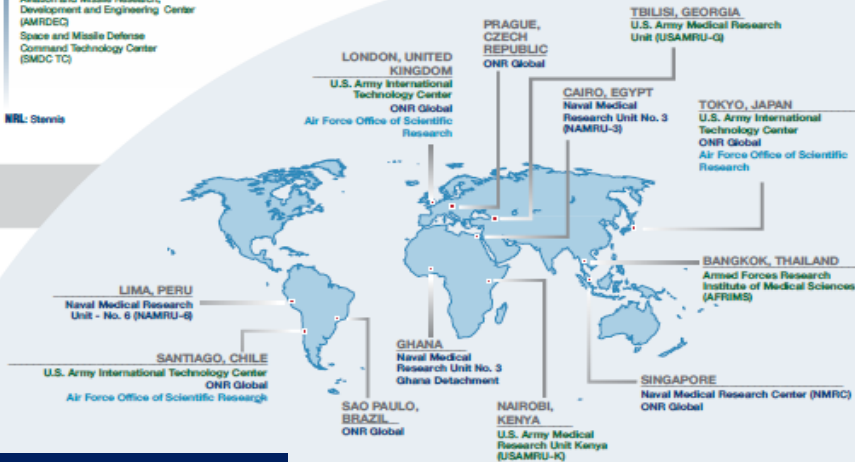 Aviation and Missile Research,
Development and Engineering Center
(AMRDEC)
Space and Missile Defense
Command Technology Center
(SMDC TC)
NRL: Stennis
LONDON, UNITED
KINGDOM
U.S. Army International
Technology Center
ONR Global
Air Force Office of Scientific
Research
PRAGUE,
CZECH
REPUBLIC
ONR Global
TBILISI, GEORGIA
U.S. Army Medical Research
Unit (USAMRU-G)
CAIRO, EGYPT
Naval Medical
Research Unit No. 3
(NAMRU-3)
TOKYO, JAPAN
U.S. Army International
Technology Center
ONR Global
Air Force Office of Scientific
Research
BANGKOK, THAILAND
Armed Forces Research
Institute of Medical Sciences
(AFRIMS)
LIMA, PERU
Naval Medical Research
Unit - No. 6 (NAMRU-6)
SANTIAGO, CHILE
U.S. Army International Technology Center
ONR Global
Air Force Office of Scientific Research
SAO PAULO,
BRAZIL
ONR Global
GHANA
Naval Medical
Research Unit No. 3
Ghana Detachment
NAIROBI,
KENYA
U.S. Army Medical
Research Unit Kenya
(USAMRU-K)
SINGAPORE
Naval Medical Research Center (NMRC)
ONR Global